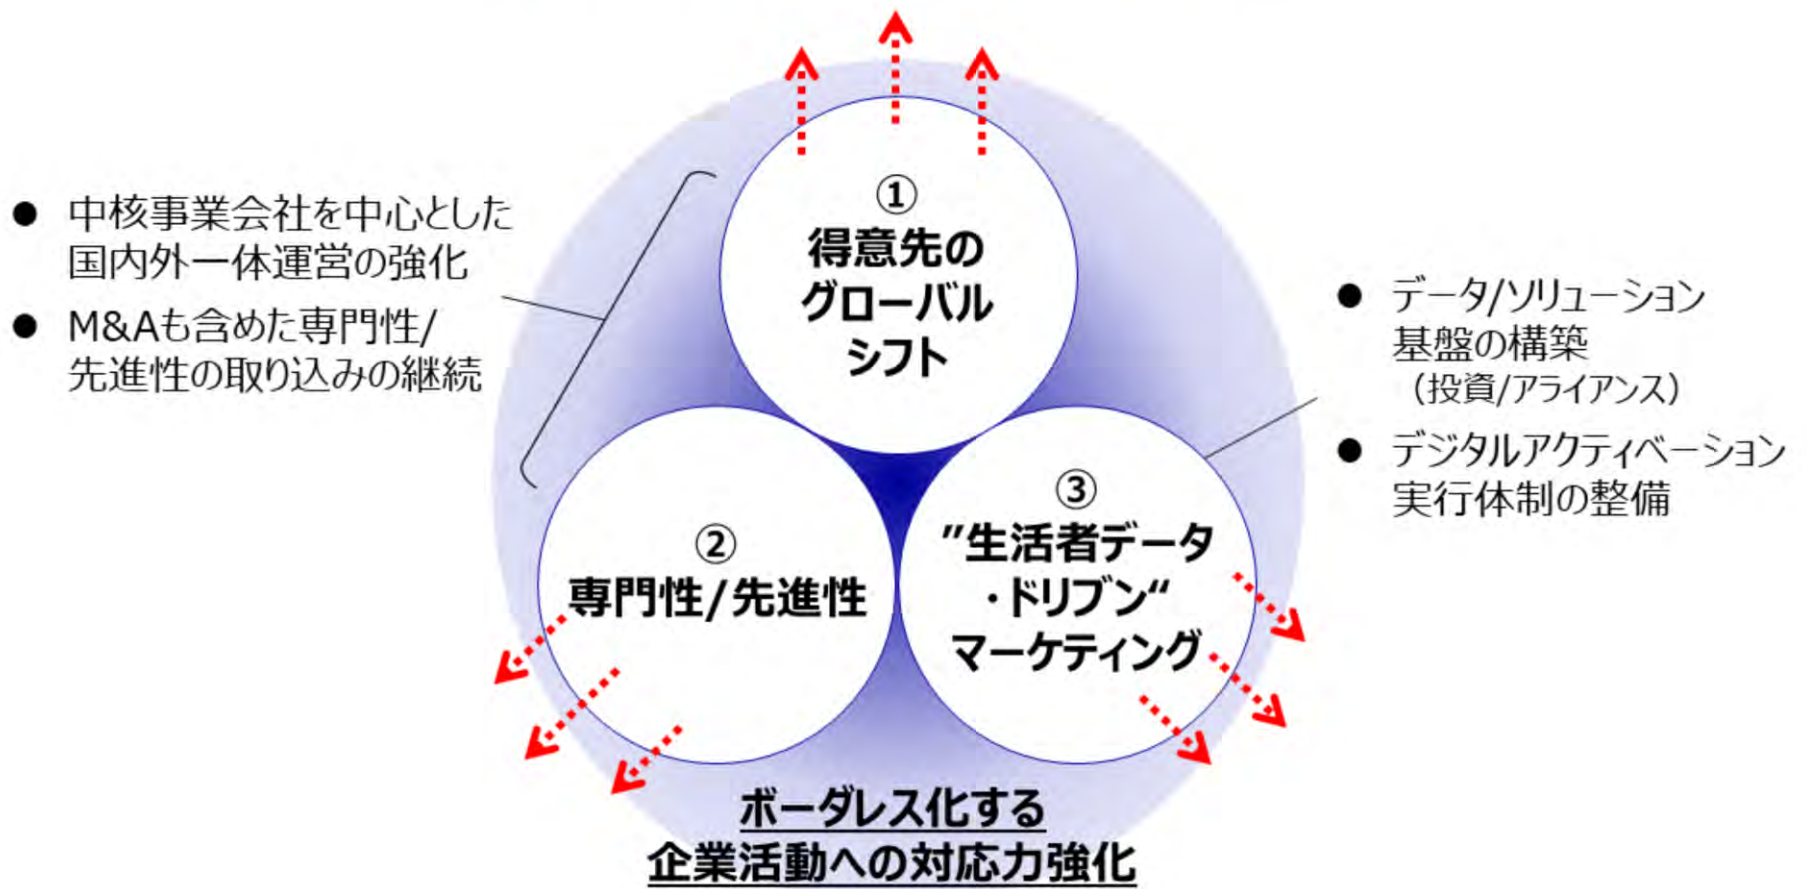 ● 中核事業会社を中心とした
国内外一体運営の強化
● M&Aも含めた専門性/
先進性の取り込みの継続
①
得意先の
グローバル
シフト
● データ/ソリューション
基盤の構築
（投資/アライアンス）
● デジタルアクティベーション
実行体制の整備
②
専門性/先進性
③
”生活者データ
・ドリブン“
マーケティング
ボーダレス化する
企業活動への対応力強化